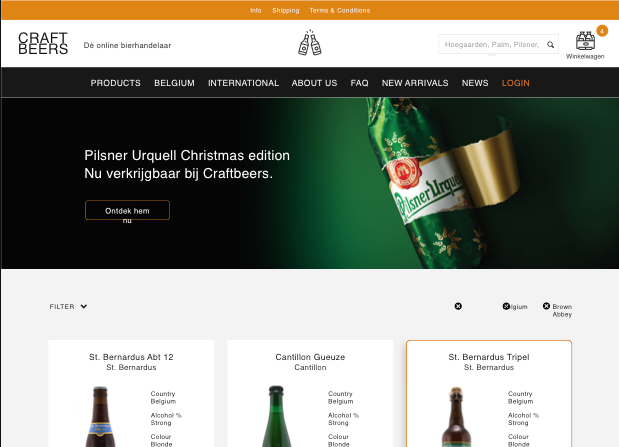 Info Shipping Terms & Conditions
CRAFT
BEERS
Dé online bierhandelaar
Hoegaarden, Palm, Pilsner,
...
4
Winkelwagen
PRODUCTS BELGIUM INTERNATIONAL ABOUT US FAQ NEW ARRIVALS NEWS LOGIN
Pilsner Urquell Christmas edition
Nu verkrijgbaar bij Craftbeers.
Ontdek hem
nu
Pilsner Urquell
FILTER
lgium
Brown
Abbey
St. Bernardus Abt 12
St. Bernardus
Country
Belgium
Alcohol %
Strong
Colour
Blonde
Cantillon Gueuze
Cantillon
Country
Belgium
Alcohol %
Strong
Colour
Blonde
St. Bernardus Tripel
St. Bernardus
Country
Belgium
Alcohol %
Strong
Colour
Blonde